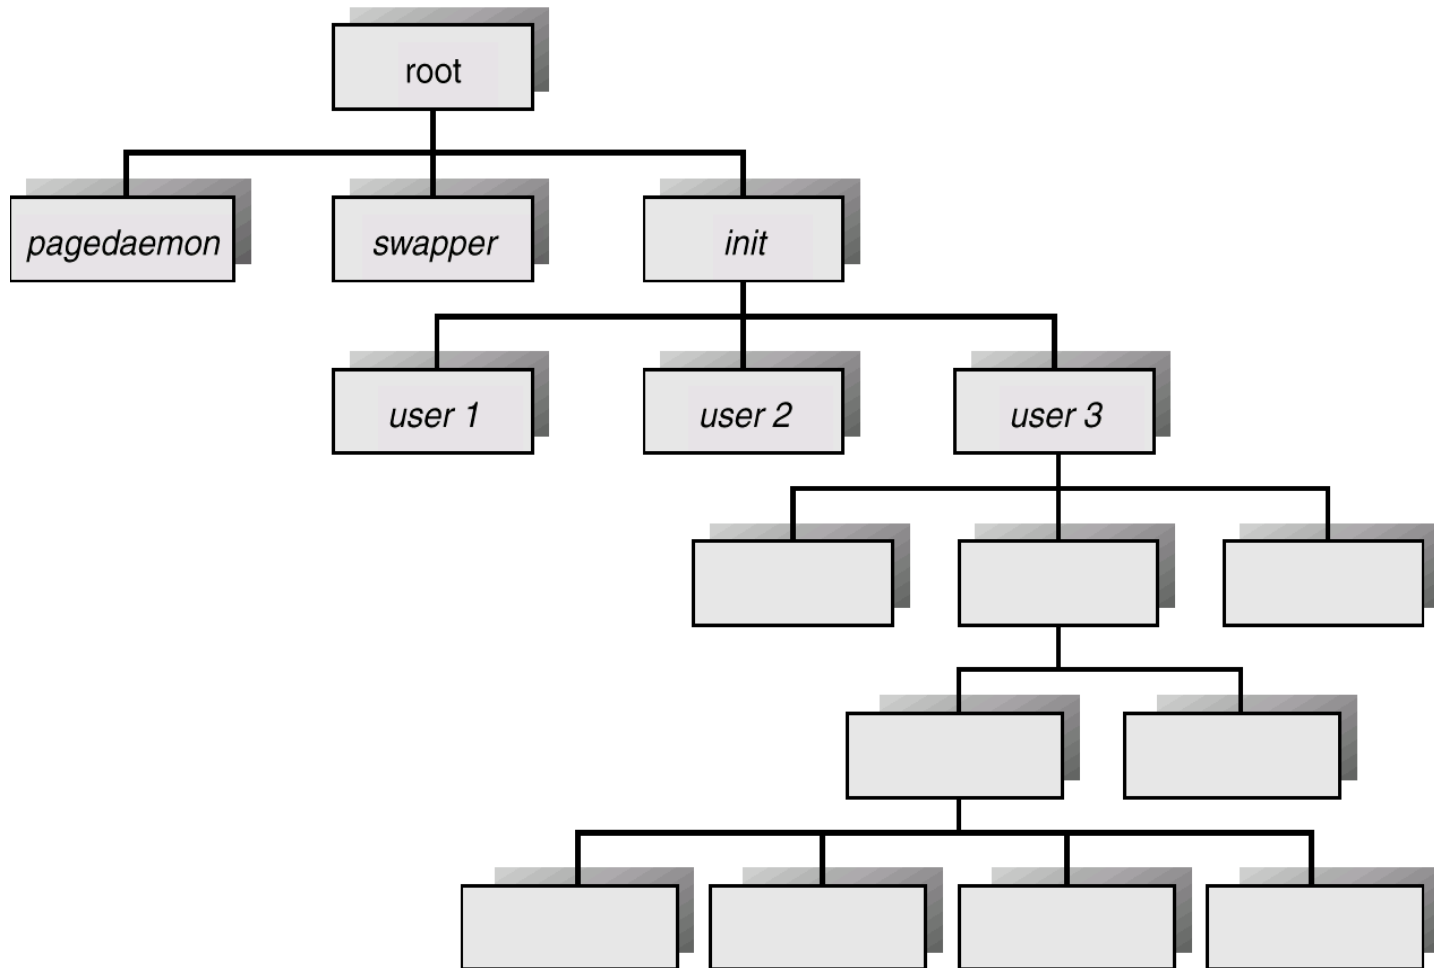 root
pagedaemon
swapper
init
user 1
user 2
user 3